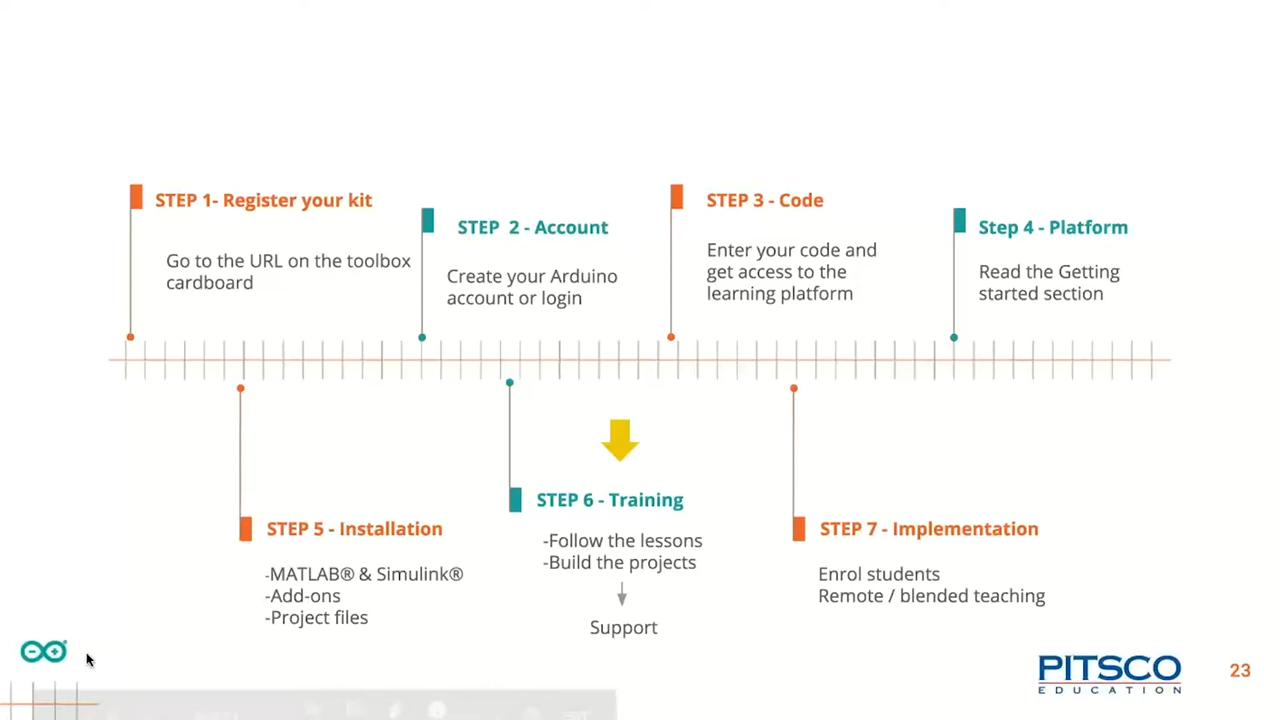 STEP 1- Register your kit
Go to the URL on the toolbox
cardboard
STEP 2 - Account
Create your Arduino
account or login
STEP 3 - Code
Enter your code and
get access to the
learning platform
Step 4 - Platform
Read the Getting
started section
STEP 5 - Installation
-MATLAB® & Simulink®
-Add-ons
-Project files
STEP 6 - Training
-Follow the lessons
-Build the projects
Support
STEP 7 - Implementation
Enrol students
Remote / blended teaching
PITSCO
EDUCATION
23